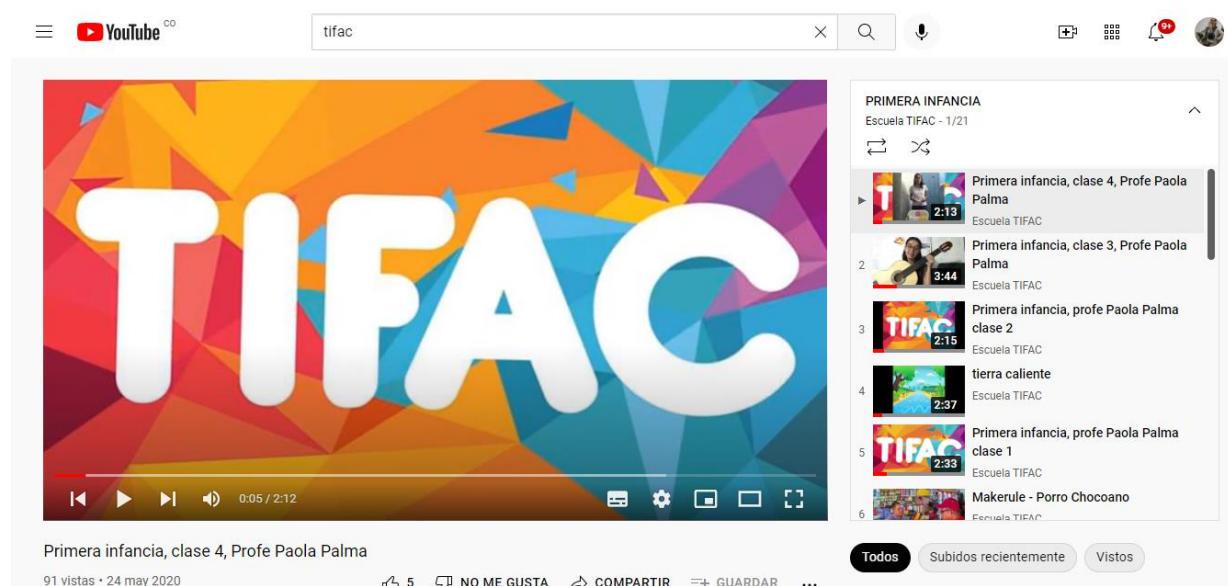 YouTube CO
tifac
9+
TIFAC
0:05 / 2:12
Primera infancia, clase 4, Profe Paola Palma
91 vistas • 24 may 2020
5 NO ME GUSTA COMPARTIR GUARDAR ...
PRIMERA INFANCIA
Escuela TIFAC - 1/21
2:13
Primera infancia, clase 4, Profe Paola
Palma
Escuela TIFAC
2
3:44
Primera infancia, clase 3, Profe Paola
Palma
Escuela TIFAC
3
TIFAC
2:15
Primera infancia, profe Paola Palma
clase 2
Escuela TIFAC
4
2:37
tierra caliente
Escuela TIFAC
5
TIFAC
2:33
Primera infancia, profe Paola Palma
clase 1
Escuela TIFAC
6
Makerule - Porro Chocoano
Escuela TIFAC
Todos Subidos recientemente Vistos